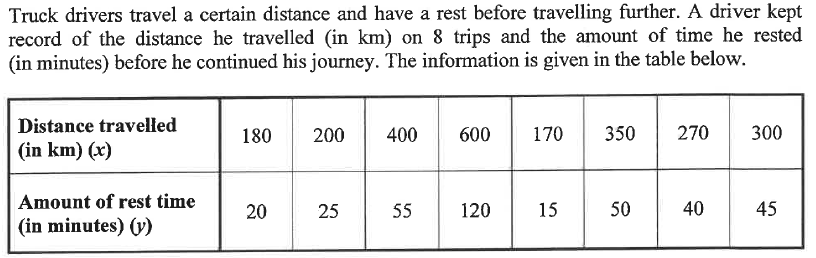 Truck drivers travel a certain distance and have a rest before travelling further. A driver kept
record of the distance he travelled (in km) on 8 trips and the amount of time he rested
(in minutes) before he continued his journey. The information is given in the table below.
Distance travelled
(in km) (x) 180 200 400 600 170 350 270 300
Amount of rest time
(in minutes) (y) 20 25 55 120 15 50 40 45